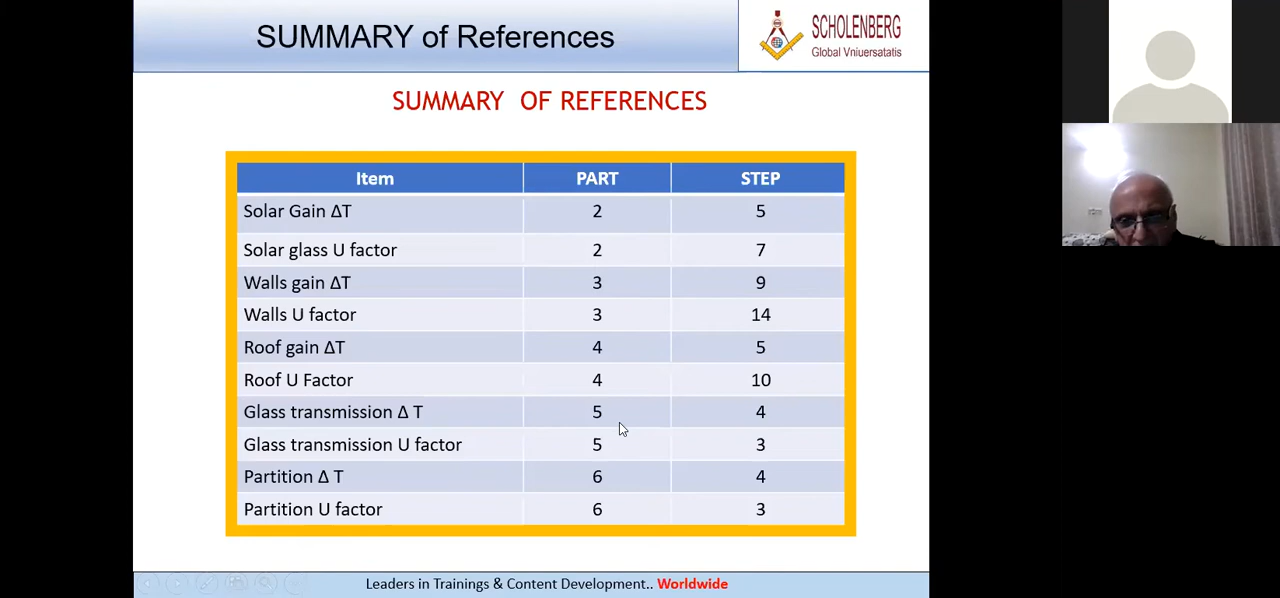 SUMMARY of References
SCHOLENBERG
Global Vniuersatatis
SUMMARY OF REFERENCES
Item PART STEP
Solar Gain ΔT 2 5
Solar glass U factor 2 7
Walls gain ΔT 3 9
Walls U factor 3 14
Roof gain ΔT 4 5
Roof U Factor 4 10
Glass transmission Δ T 5 4
Glass transmission U factor 5 3
Partition Δ T 6 4
Partition U factor 6 3
Leaders in Trainings & Content Development.. Worldwide